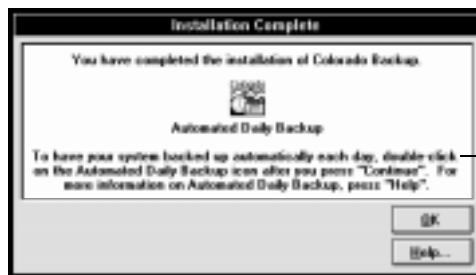 Installation Complete
You have completed the installation of Colorado Backup.
Automated Daily Backup
To have your system backed up automatically each day, double-click
on the Automated Daily Backup icon after you press "Continue". For
more information on Automated Daily Backup, press "Help".
OK
Help...